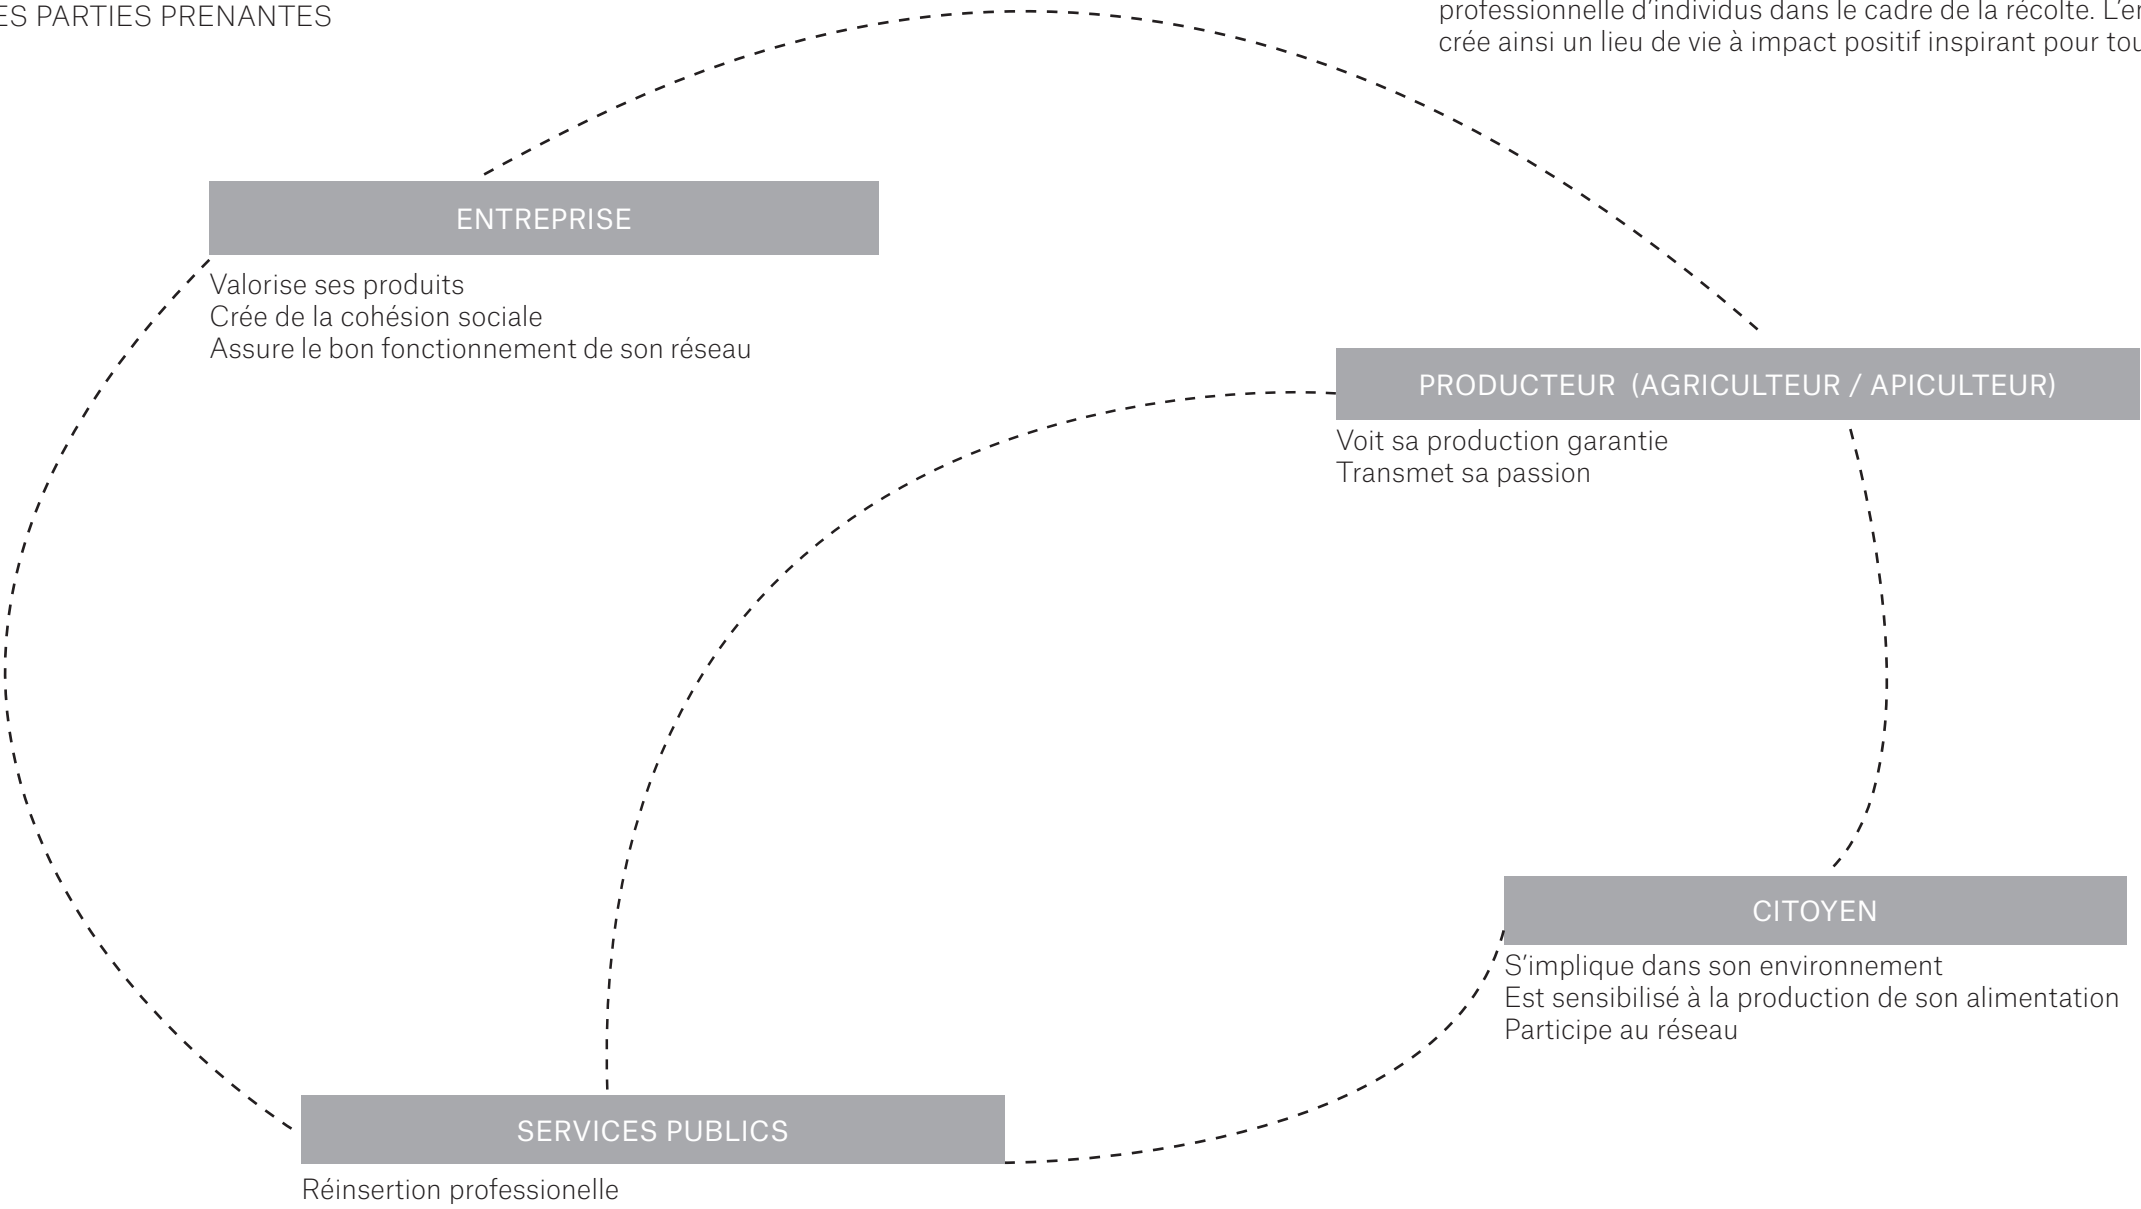 ES PARTIES PRENANTES
professionnelle d'individus dans le cadre de la récolte. L'en
crée ainsi un lieu de vie à impact positif inspirant pour tou
ENTREPRISE
Valorise ses produits
Crée de la cohésion sociale
Assure le bon fonctionnement de son réseau
PRODUCTEUR (AGRICULTEUR / APICULTEUR)
Voit sa production garantie
Transmet sa passion
CITOYEN
S'implique dans son environnement
Est sensibilisé à la production de son alimentation
Participe au réseau
SERVICES PUBLICS
Réinsertion professionelle